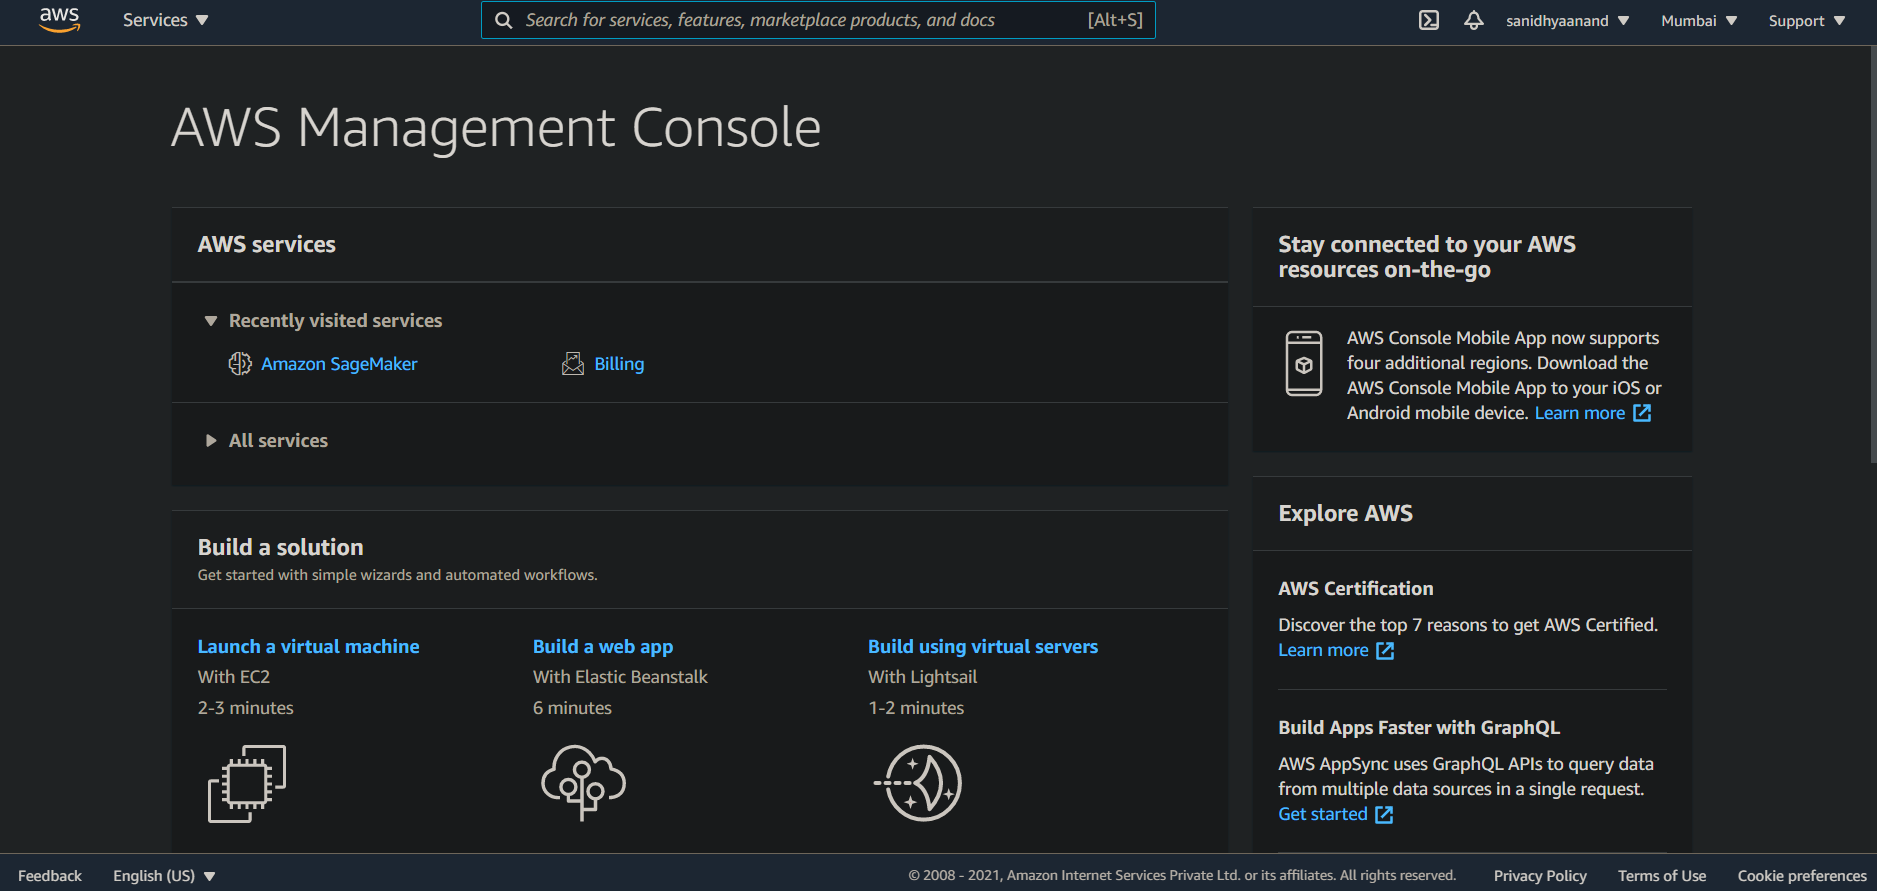 aws
Services
Search for services, features, marketplace products, and docs [Alt+S]
sanidhyaanand
Mumbai
Support
AWS Management Console
AWS services
Recently visited services
Amazon SageMaker
Billing
All services
Build a solution
Get started with simple wizards and automated workflows.
Launch a virtual machine
With EC2
2-3 minutes
Build a web app
With Elastic Beanstalk
6 minutes
Build using virtual servers
With Lightsail
1-2 minutes
Stay connected to your AWS
resources on-the-go
AWS Console Mobile App now supports
four additional regions. Download the
AWS Console Mobile App to your iOS or
Android mobile device. Learn more
Explore AWS
AWS Certification
Discover the top 7 reasons to get AWS Certified.
Learn more
Build Apps Faster with GraphQL
AWS AppSync uses GraphQL APIs to query data
from multiple data sources in a single request.
Get started
Feedback
English (US)
© 2008 - 2021, Amazon Internet Services Private Ltd. or its affiliates. All rights reserved.
Privacy Policy
Terms of Use
Cookie preferences